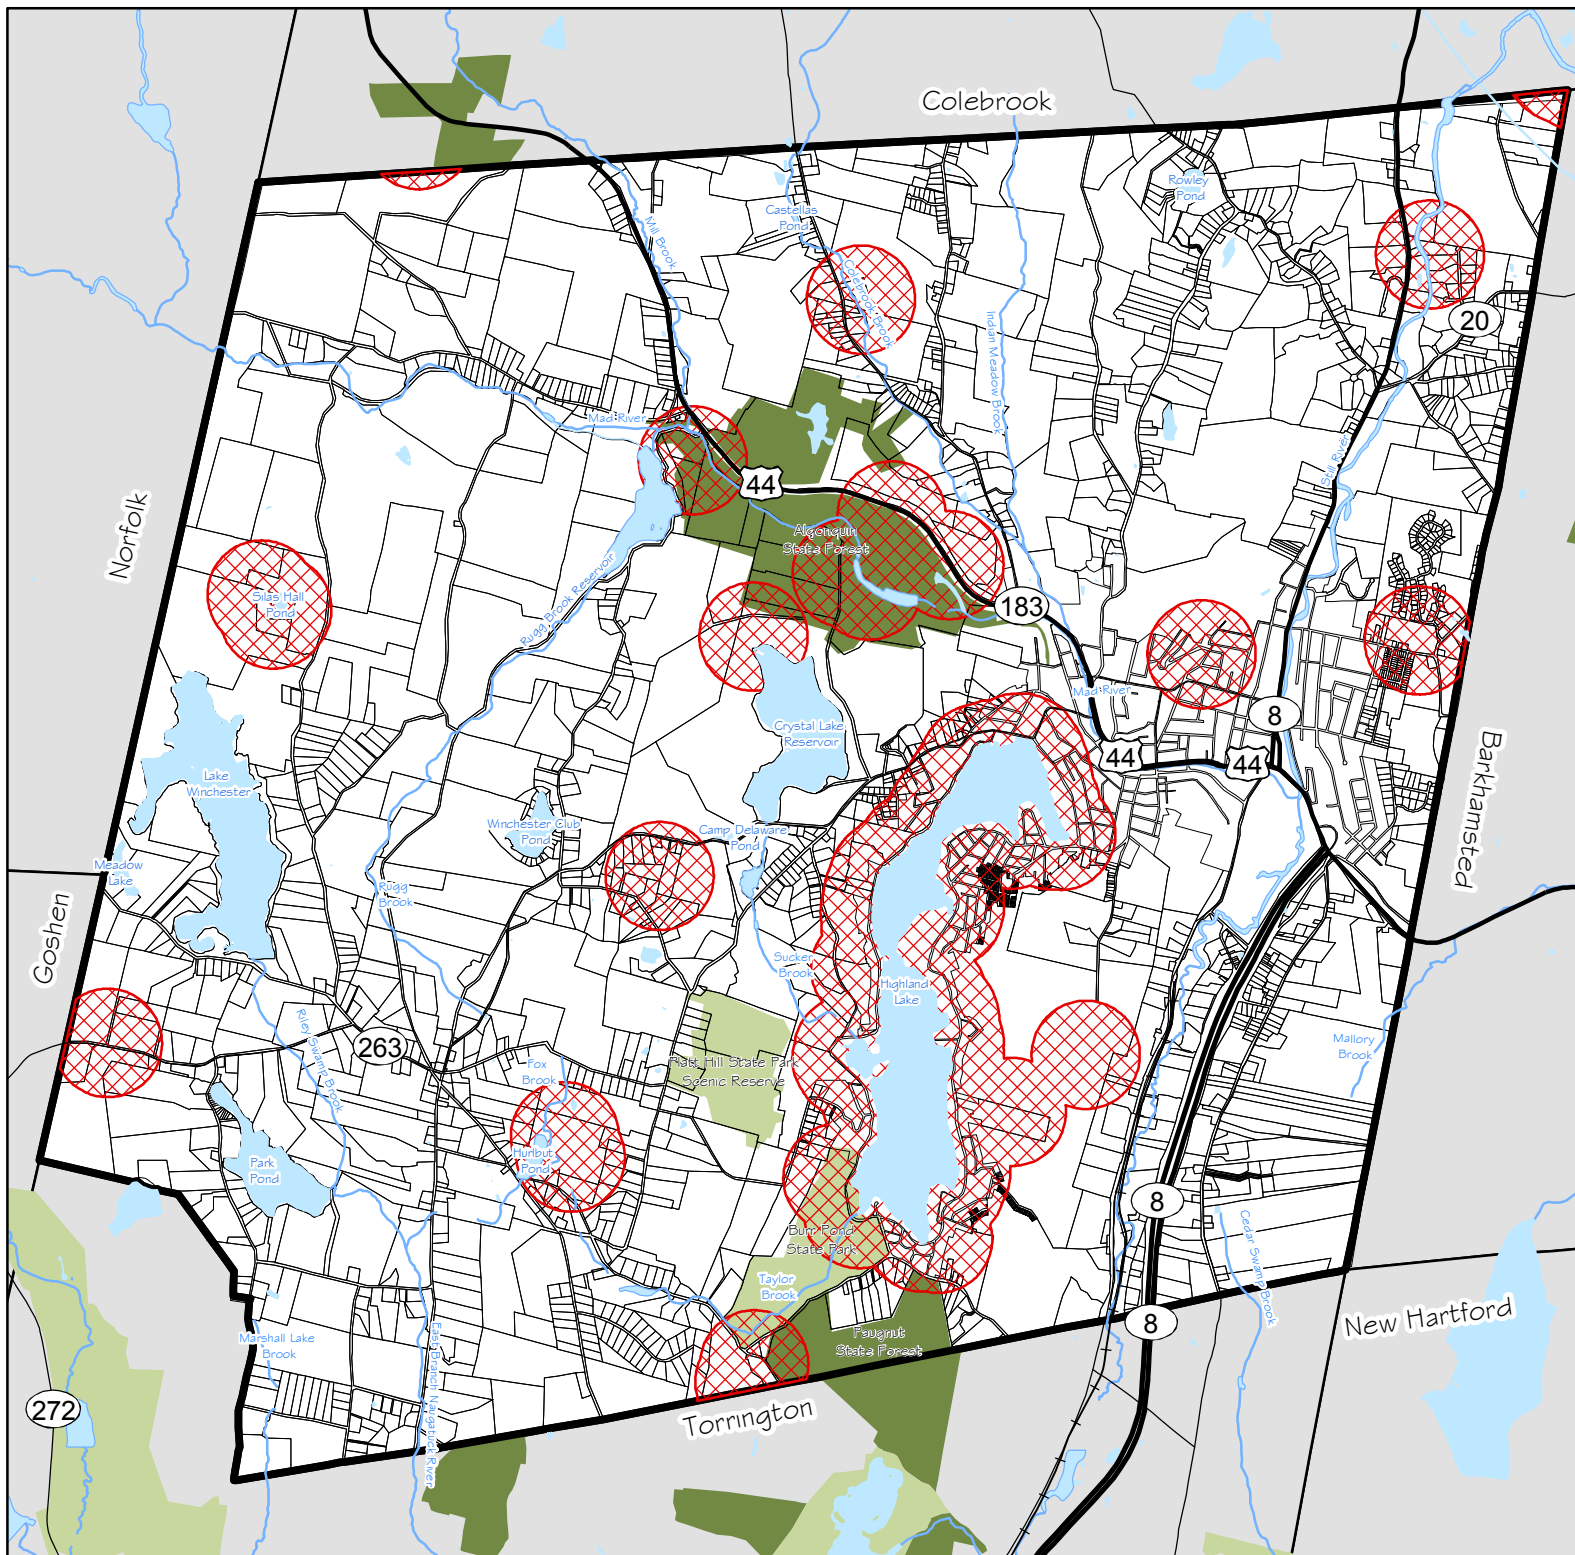 Colebrook
Rowley
Pond
Castellas
Pond
Mill Brook
Colebrook Brook
Indian Meadow Brook
20
Mad River
Still River
44
Norfolk
Algonquin
State Forest
Rugg Brook Reservoir
Silas Hall
Pond
183
Mad River
8
Crystal Lake
Reservoir
44
44
Barkhamsted
Lake
Winchester
Winchester Club
Pond
Camp Delaware
Pond
Meadow
Lake
Rugg
Brook
Goshen
Sucker
Brook
Highland
Lake
Riley Swamp Brook
263
Fox
Brook
Platt Hill State Park
Scenic Reserve
Mallory
Brook
Park
Pond
Hurlbut
Pond
8
Burr Pond
State Park
Cedar Swamp Brook
Taylor
Brook
Marshall Lake
Brook
East Branch Naugatuck River
Paugnut
State Forest
8
New Hartford
272
Torrington